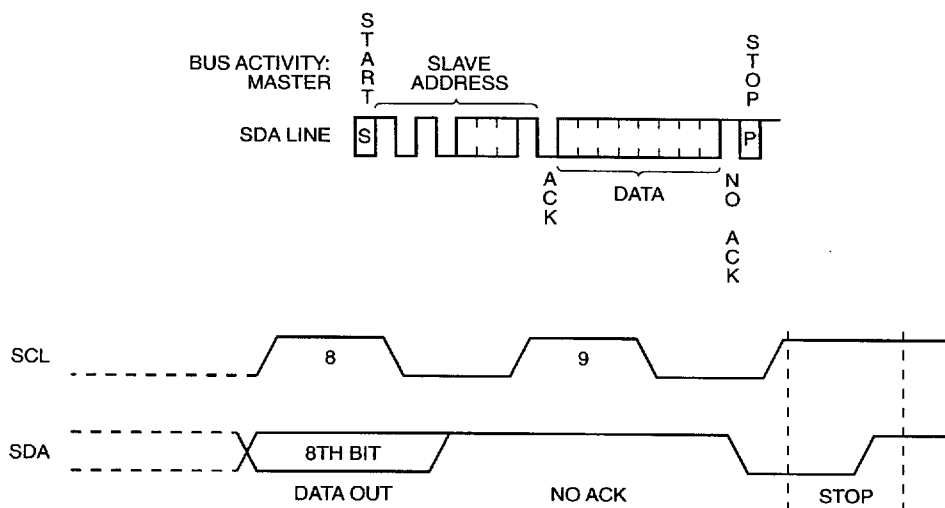 START
STOP
BUS ACTIVITY:
MASTER
SLAVE
ADDRESS
SDA LINE
S
P
ACK
DATA
NO ACK
SCL
8
9
SDA
8TH BIT
DATA OUT
NO ACK
STOP